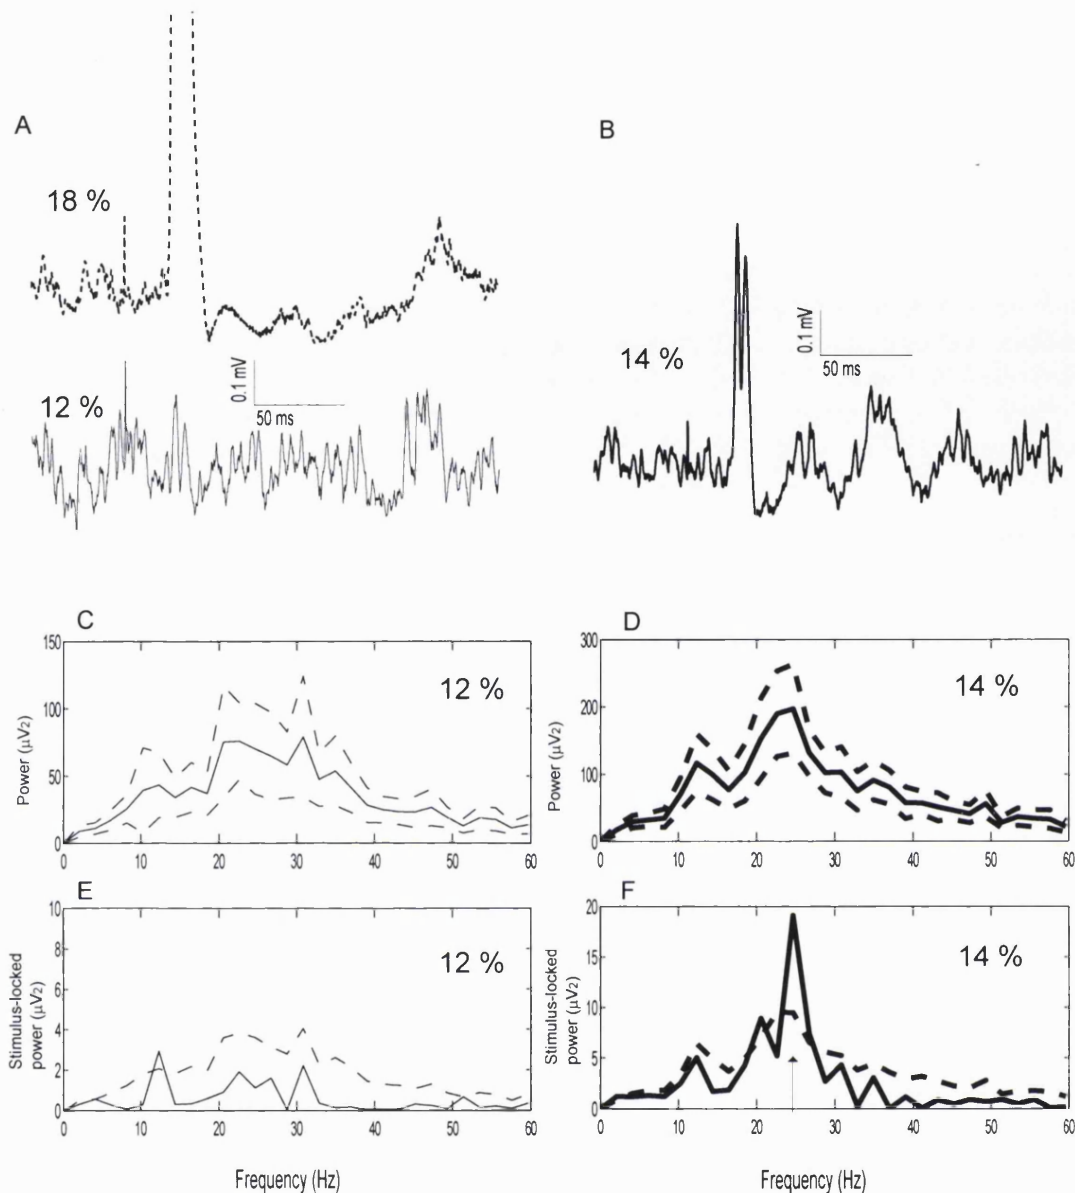 A
B
18 %
12 %
0.1 mV
50 ms
14 %
0.1 mV
50 ms
C
12 %
Power (µV2)
150
100
50
0
0 10 20 30 40 50 60
D
14 %
Power (µV2)
300
200
100
0
0 10 20 30 40 50 60
E
12 %
Stimulus-locked
power (µV2)
10
8
6
4
2
0
0 10 20 30 40 50 60
Frequency (Hz)
F
14 %
Stimulus-locked
power (µV2)
20
15
10
5
0
0 10 20 30 40 50 60
Frequency (Hz)